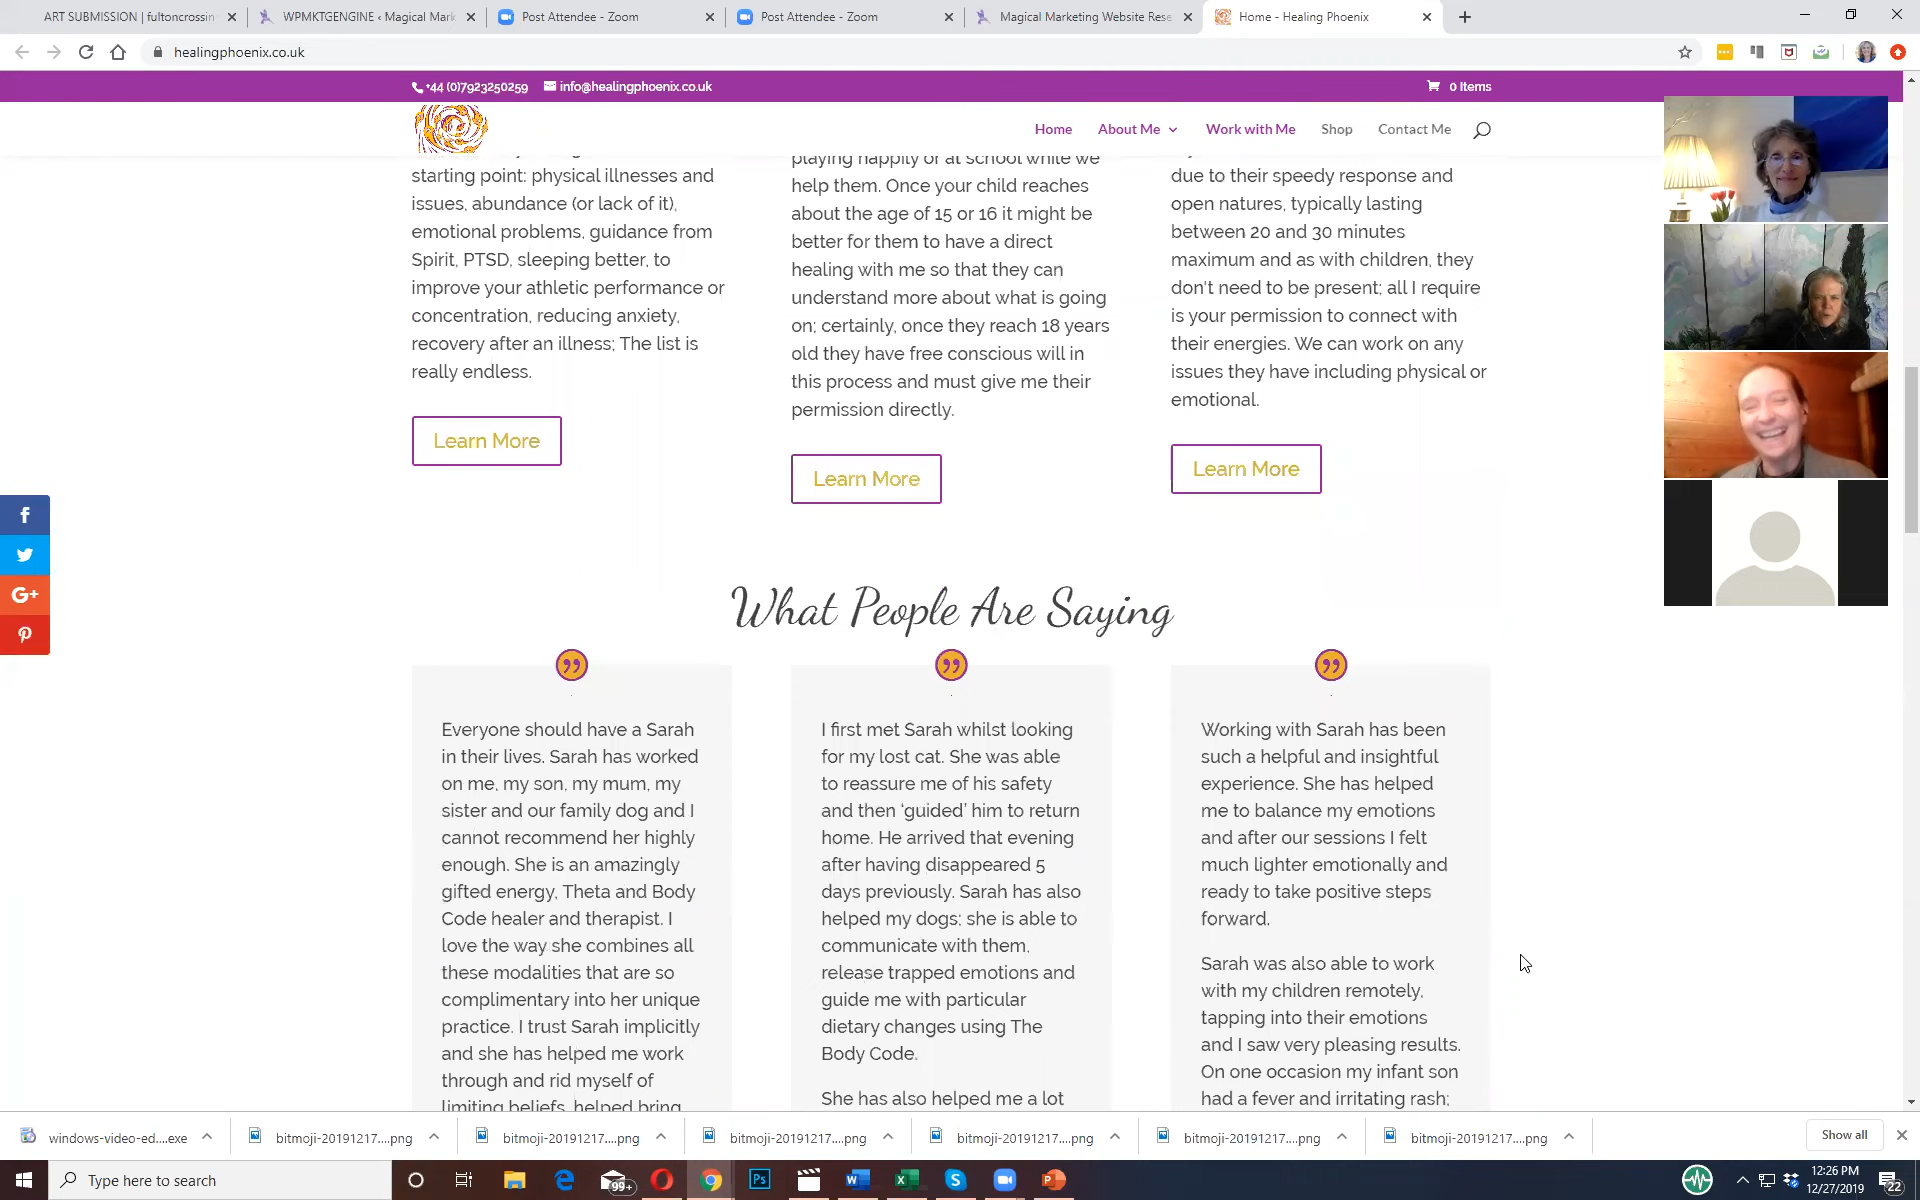 ART SUBMISSION | fultoncrossin
WPMKTGENGINE ‹ Magical Mark
Post Attendee - Zoom
Post Attendee - Zoom
Magical Marketing Website Rese
Home - Healing Phoenix
healingphoenix.co.uk
+44 (0)7923250259
info@healingphoenix.co.uk
0 Items
Home
About Me
Work with Me
Shop
Contact Me
starting point: physical illnesses and
issues, abundance (or lack of it),
emotional problems, guidance from
Spirit, PTSD, sleeping better, to
improve your athletic performance or
concentration, reducing anxiety,
recovery after an illness; The list is
really endless.
Learn More
playing happily or at school while we
help them. Once your child reaches
about the age of 15 or 16 it might be
better for them to have a direct
healing with me so that they can
understand more about what is going
on; certainly, once they reach 18 years
old they have free conscious will in
this process and must give me their
permission directly.
Learn More
due to their speedy response and
open natures, typically lasting
between 20 and 30 minutes
maximum and as with children, they
don't need to be present; all I require
is your permission to connect with
their energies. We can work on any
issues they have including physical or
emotional.
Learn More
What People Are Saying
Everyone should have a Sarah
in their lives. Sarah has worked
on me, my son, my mum, my
sister and our family dog and I
cannot recommend her highly
enough. She is an amazingly
gifted energy, Theta and Body
Code healer and therapist. I
love the way she combines all
these modalities that are so
complimentary into her unique
practice. I trust Sarah implicitly
and she has helped me work
through and rid myself of
limiting beliefs, helped bring
I first met Sarah whilst looking
for my lost cat. She was able
to reassure me of his safety
and then ‘guided’ him to return
home. He arrived that evening
after having disappeared 5
days previously. Sarah has also
helped my dogs; she is able to
communicate with them,
release trapped emotions and
guide me with particular
dietary changes using The
Body Code.
She has also helped me a lot
Working with Sarah has been
such a helpful and insightful
experience. She has helped
me to balance my emotions
and after our sessions I felt
much lighter emotionally and
ready to take positive steps
forward.
Sarah was also able to work
with my children remotely,
tapping into their emotions
and I saw very pleasing results.
On one occasion my infant son
had a fever and irritating rash;
windows-video-ed....exe
bitmoji-20191217....png
bitmoji-20191217....png
bitmoji-20191217....png
bitmoji-20191217....png
bitmoji-20191217....png
bitmoji-20191217....png
Show all
Type here to search
99+
12:26 PM
12/27/2019
22